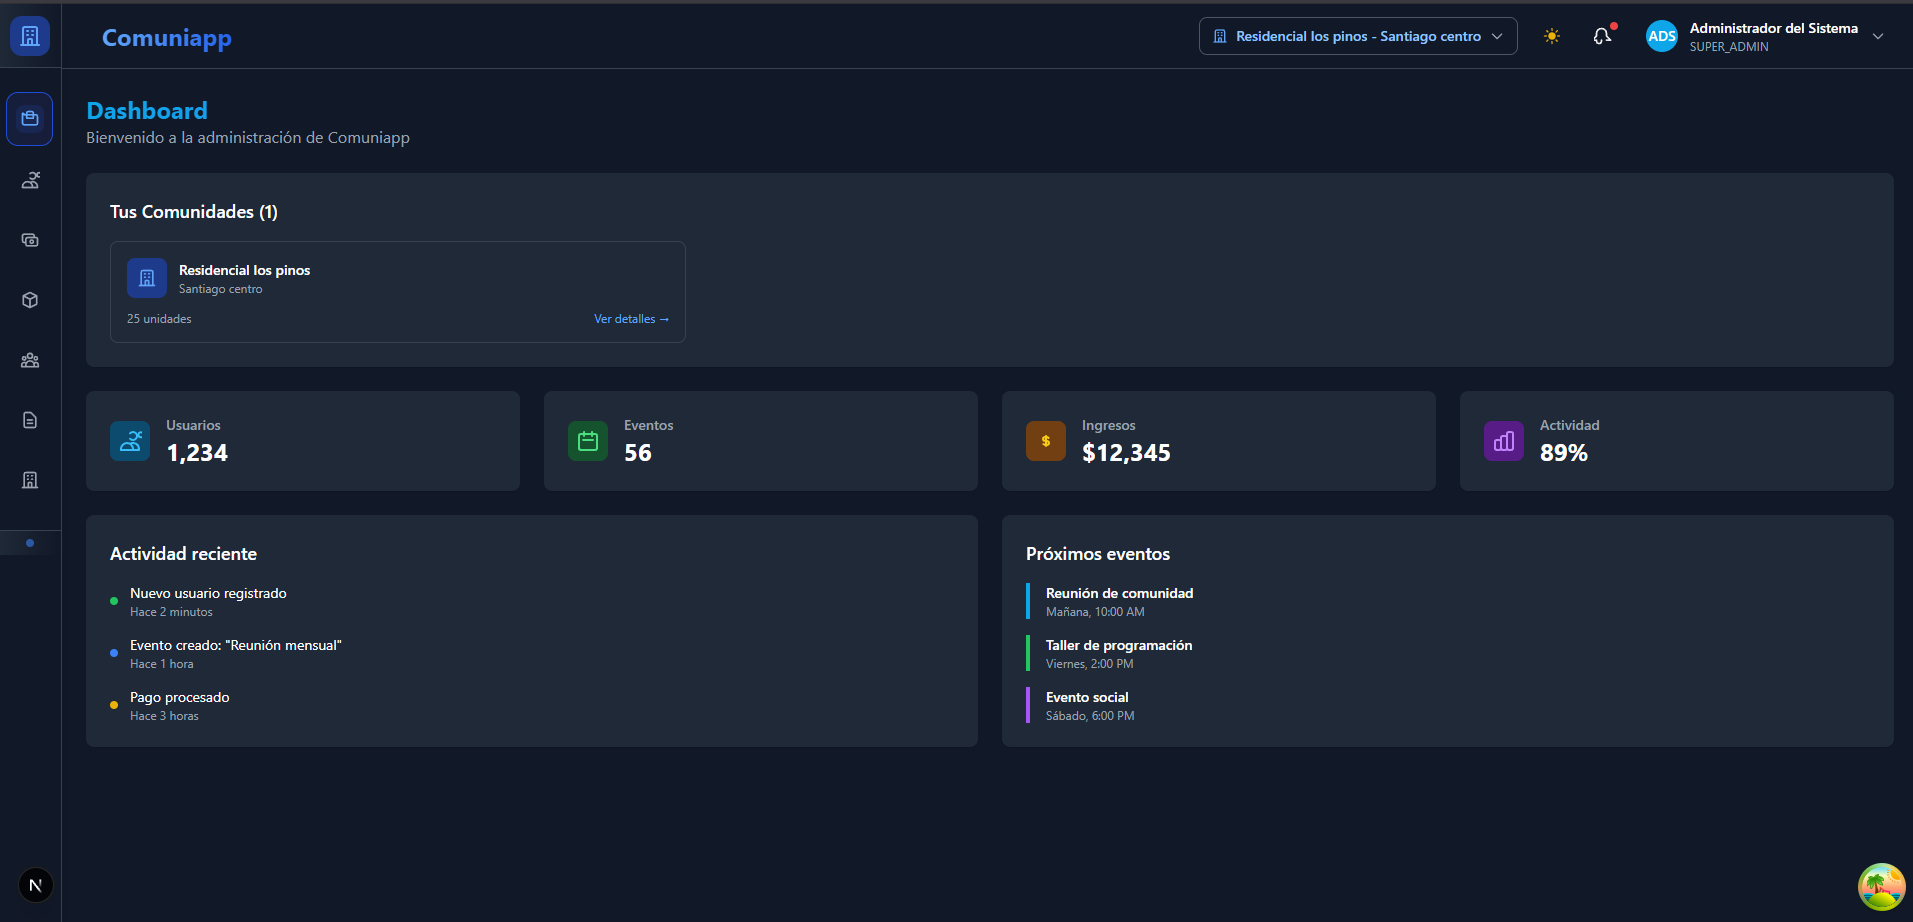 Comuniapp
Residencial los pinos - Santiago centro
ADS
Administrador del Sistema
SUPER_ADMIN
Dashboard
Bienvenido a la administración de Comuniapp
Tus Comunidades (1)
Residencial los pinos
Santiago centro
25 unidades
Ver detalles →
Usuarios
1,234
Eventos
56
$
Ingresos
$12,345
Actividad
89%
Actividad reciente
Nuevo usuario registrado
Hace 2 minutos
Evento creado: "Reunión mensual"
Hace 1 hora
Pago procesado
Hace 3 horas
Próximos eventos
Reunión de comunidad
Mañana, 10:00 AM
Taller de programación
Viernes, 2:00 PM
Evento social
Sábado, 6:00 PM
N